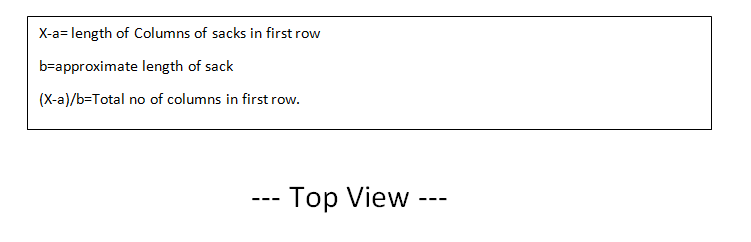 X-a= length of Columns of sacks in first row
b=approximate length of sack
(X-a)/b=Total no of columns in first row.
--- Top View ---